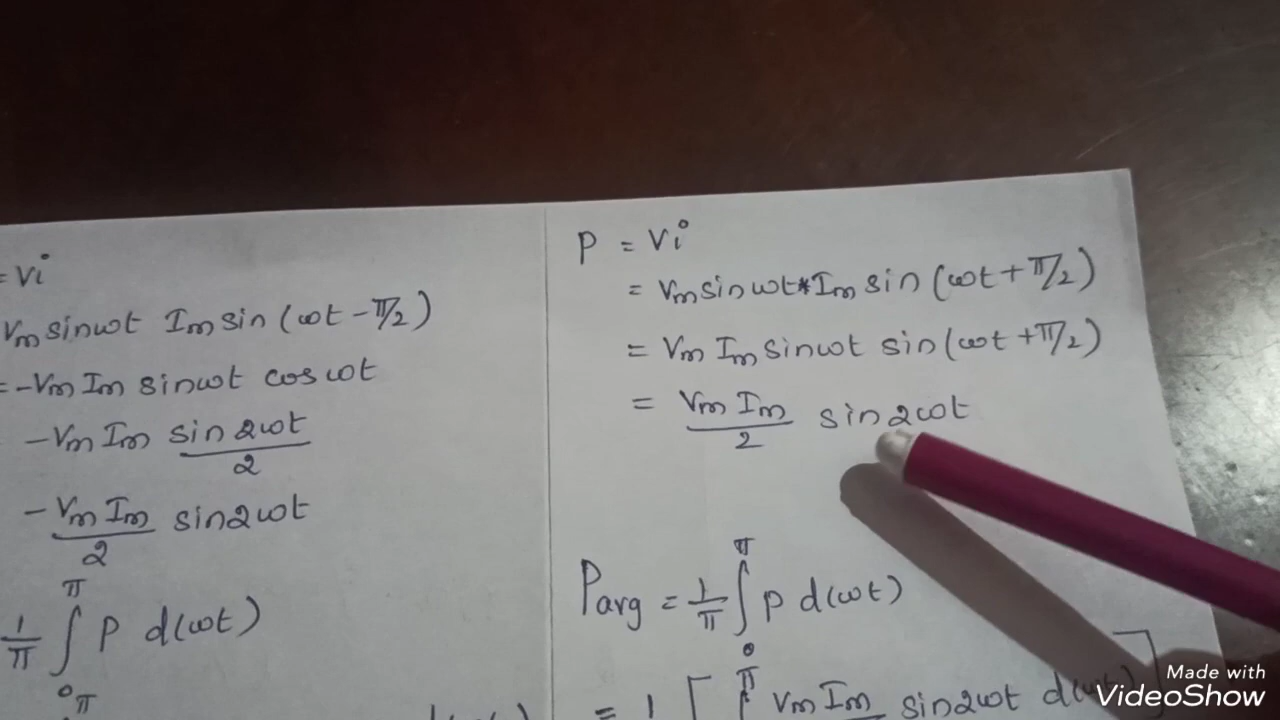 = Vi
Vm sinωt Im sin (ωt - π/2)
= -Vm Im sinωt cosωt
-Vm Im sin2ωt/2
-Vm Im/2 sin2ωt
1/π ∫₀^π P d(ωt)
π
P = Vi
= Vm sinωt * Im sin (ωt + π/2)
= Vm Im sinωt sin(ωt + π/2)
= Vm Im/2 sin2ωt
Pavg = 1/π ∫₀^π P d(ωt)
= 1 [ π Vm Im sin2ωt d(ωt) ]
Made with
VideoShow